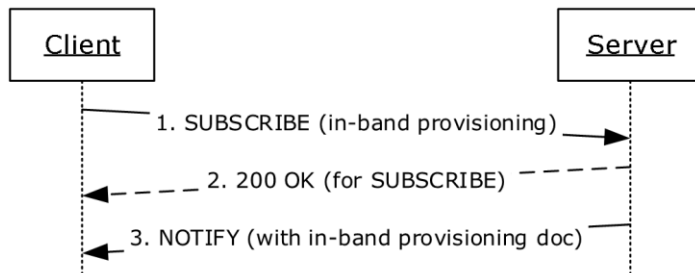 Client
Server
1. SUBSCRIBE (in-band provisioning)
2. 200 OK (for SUBSCRIBE)
3. NOTIFY (with in-band provisioning doc)